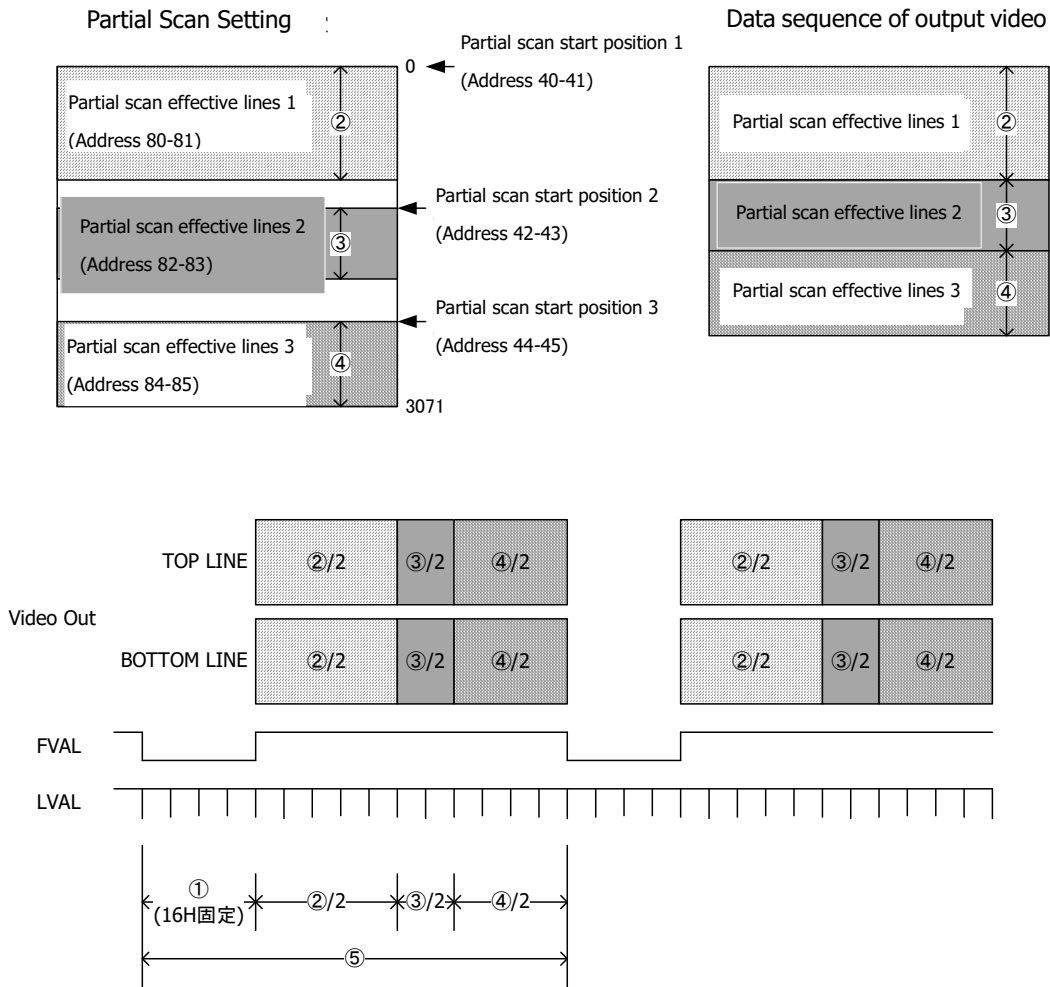 Partial Scan Setting :
Data sequence of output video
0
Partial scan start position 1
(Address 40-41)
Partial scan effective lines 1
(Address 80-81)
②
Partial scan start position 2
(Address 42-43)
Partial scan effective lines 2
(Address 82-83)
③
Partial scan start position 3
(Address 44-45)
Partial scan effective lines 3
(Address 84-85)
④
3071
Partial scan effective lines 1
②
Partial scan effective lines 2
③
Partial scan effective lines 3
④
Video Out
TOP LINE
②/2 ③/2 ④/2 ②/2 ③/2 ④/2
BOTTOM LINE
②/2 ③/2 ④/2 ②/2 ③/2 ④/2
FVAL
LVAL
①
(16H固定)
②/2 ③/2 ④/2
⑤